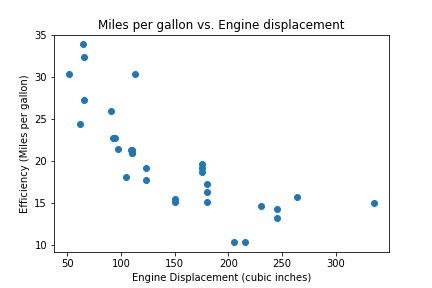 Miles per gallon vs. Engine displacement
35
30
25
20
15
10
Efficiency (Miles per gallon)
50 100 150 200 250 300
Engine Displacement (cubic inches)